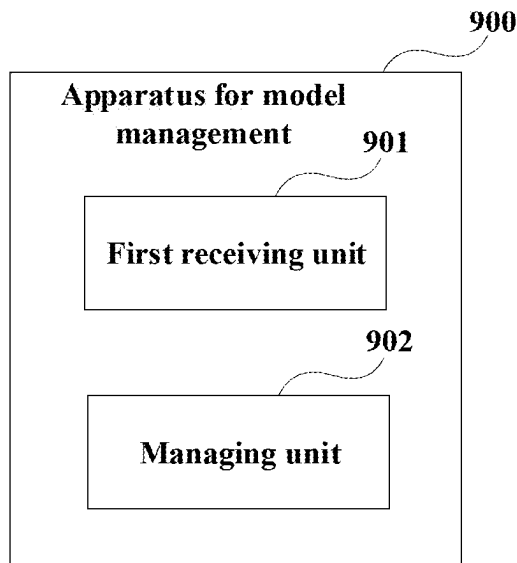 900
Apparatus for model
management
901
First receiving unit
902
Managing unit